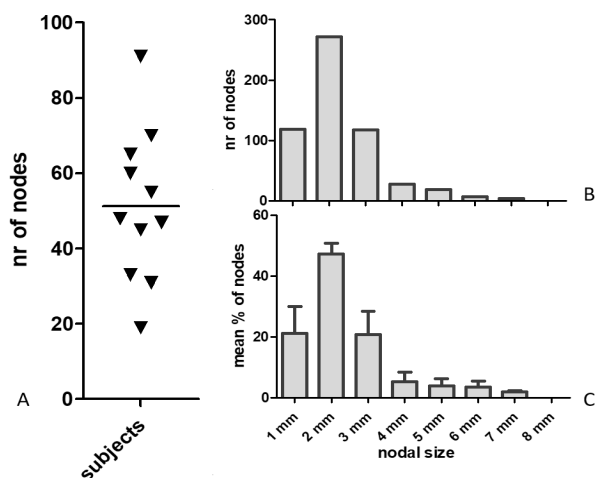 100
80
60
40
20
0
nr of nodes
subjects
A
300
200
100
0
nr of nodes
B
60
40
20
0
mean % of nodes
C
1 mm 2 mm 3 mm 4 mm 5 mm 6 mm 7 mm 8 mm
nodal size